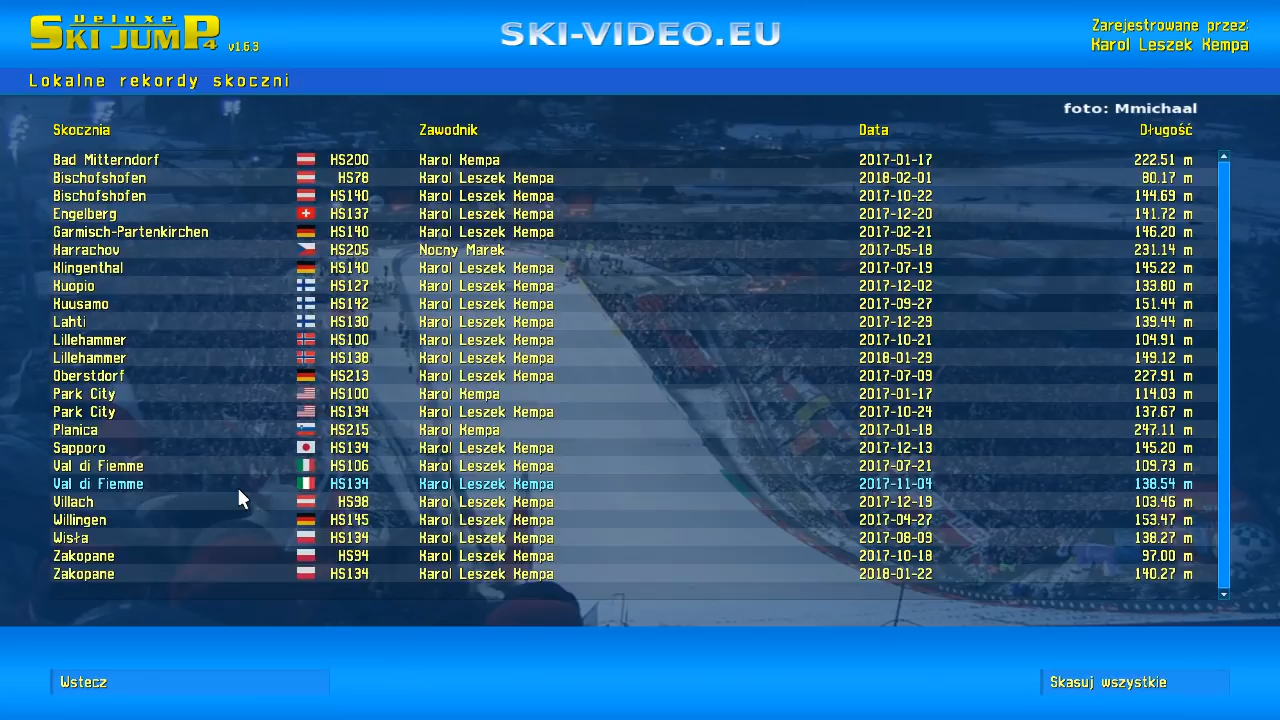 Deluxe
SKI JUMP 4 v1.6.3
SKI-VIDEO.EU
Zarejestrowane przez:
Karol Leszek Kempa
Lokalne rekordy skoczni
foto: Mmichaal
Skocznia Zawodnik Data Długość
Bad Mitterndorf HS200 Karol Kempa 2017-01-17 222.51 m
Bischofshofen HS78 Karol Leszek Kempa 2018-02-01 80.17 m
Bischofshofen HS140 Karol Leszek Kempa 2017-10-22 144.69 m
Engelberg HS137 Karol Leszek Kempa 2017-12-20 141.72 m
Garmisch-Partenkirchen HS140 Karol Leszek Kempa 2017-02-21 146.20 m
Harrachov HS205 Nocny Marek 2017-05-18 231.14 m
Klingenthal HS140 Karol Leszek Kempa 2017-07-19 145.22 m
Kuopio HS127 Karol Leszek Kempa 2017-12-02 133.80 m
Kuusamo HS142 Karol Leszek Kempa 2017-09-27 151.44 m
Lahti HS130 Karol Leszek Kempa 2017-12-29 139.44 m
Lillehammer HS100 Karol Leszek Kempa 2017-10-21 104.91 m
Lillehammer HS138 Karol Leszek Kempa 2018-01-29 149.12 m
Oberstdorf HS213 Karol Leszek Kempa 2017-07-09 227.91 m
Park City HS100 Karol Kempa 2017-01-17 114.03 m
Park City HS134 Karol Leszek Kempa 2017-10-24 137.67 m
Planica HS215 Karol Kempa 2017-01-18 247.11 m
Sapporo HS134 Karol Leszek Kempa 2017-12-13 145.20 m
Val di Fiemme HS106 Karol Leszek Kempa 2017-07-21 109.73 m
Val di Fiemme HS134 Karol Leszek Kempa 2017-11-04 138.54 m
Villach HS98 Karol Leszek Kempa 2017-12-19 103.46 m
Willingen HS145 Karol Leszek Kempa 2017-04-27 153.47 m
Wisła HS134 Karol Leszek Kempa 2017-08-09 138.27 m
Zakopane HS94 Karol Leszek Kempa 2017-10-18 97.00 m
Zakopane HS134 Karol Leszek Kempa 2018-01-22 140.27 m
Wstecz Skasuj wszystkie